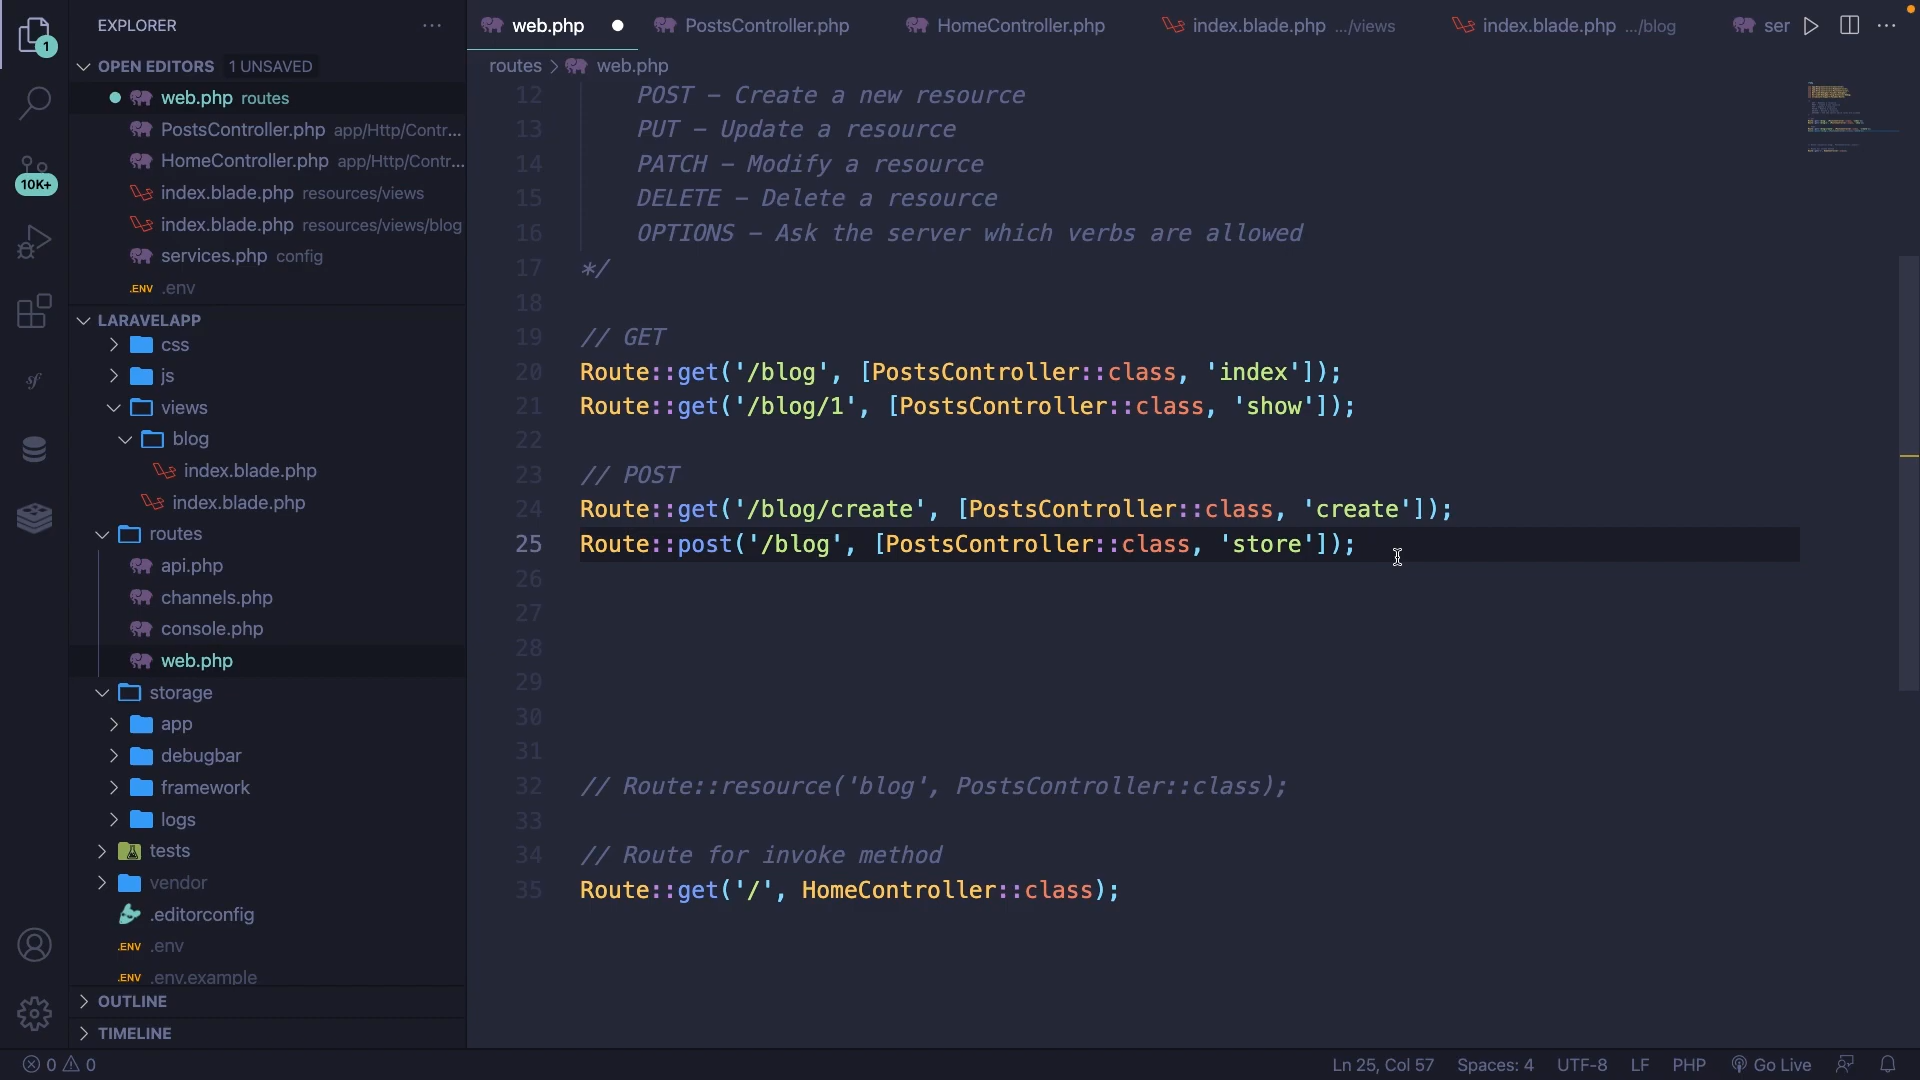 EXPLORER
OPEN EDITORS 1 UNSAVED
web.php routes
PostsController.php app/Http/Contr...
HomeController.php app/Http/Contr...
index.blade.php resources/views
index.blade.php resources/views/blog
services.php config
.ENV .env
LARAVELAPP
css
js
views
blog
index.blade.php
index.blade.php
routes
api.php
channels.php
console.php
web.php
storage
app
debugbar
framework
logs
tests
vendor
.editorconfig
.ENV .env
.ENV .env.example
OUTLINE
TIMELINE
1
10K+
sf
web.php PostsController.php HomeController.php index.blade.php .../views index.blade.php .../blog ser
routes > web.php
12 POST – Create a new resource
13 PUT – Update a resource
14 PATCH – Modify a resource
15 DELETE – Delete a resource
16 OPTIONS – Ask the server which verbs are allowed
17 */
18
19 // GET
20 Route::get('/blog', [PostsController::class, 'index']);
21 Route::get('/blog/1', [PostsController::class, 'show']);
22
23 // POST
24 Route::get('/blog/create', [PostsController::class, 'create']);
25 Route::post('/blog', [PostsController::class, 'store']);
26
27
28
29
30
31
32 // Route::resource('blog', PostsController::class);
33
34 // Route for invoke method
35 Route::get('/', HomeController::class);
0 0
Ln 25, Col 57 Spaces: 4 UTF-8 LF PHP Go Live